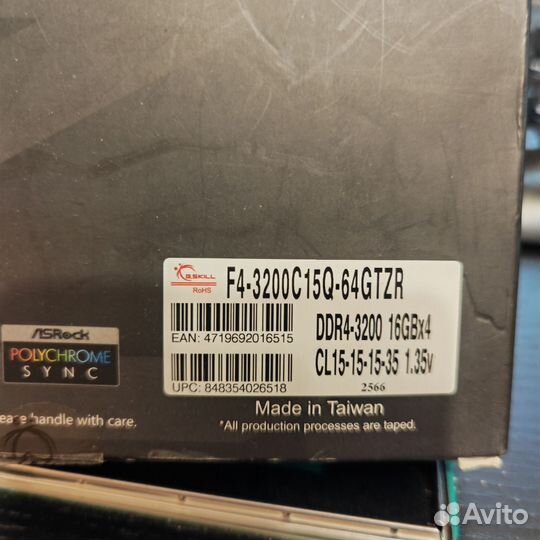 G.SKILL
RoHS
F4-3200C15Q-64GTZR
DDR4-3200 16GBx4
EAN: 4719692016515
CL15-15-15-35 1.35v
UPC: 848354026518
2566
ASRock
POLYCHROME
SYNC
ease handle with care.
Made in Taiwan
*All production processes are taped.
Avito